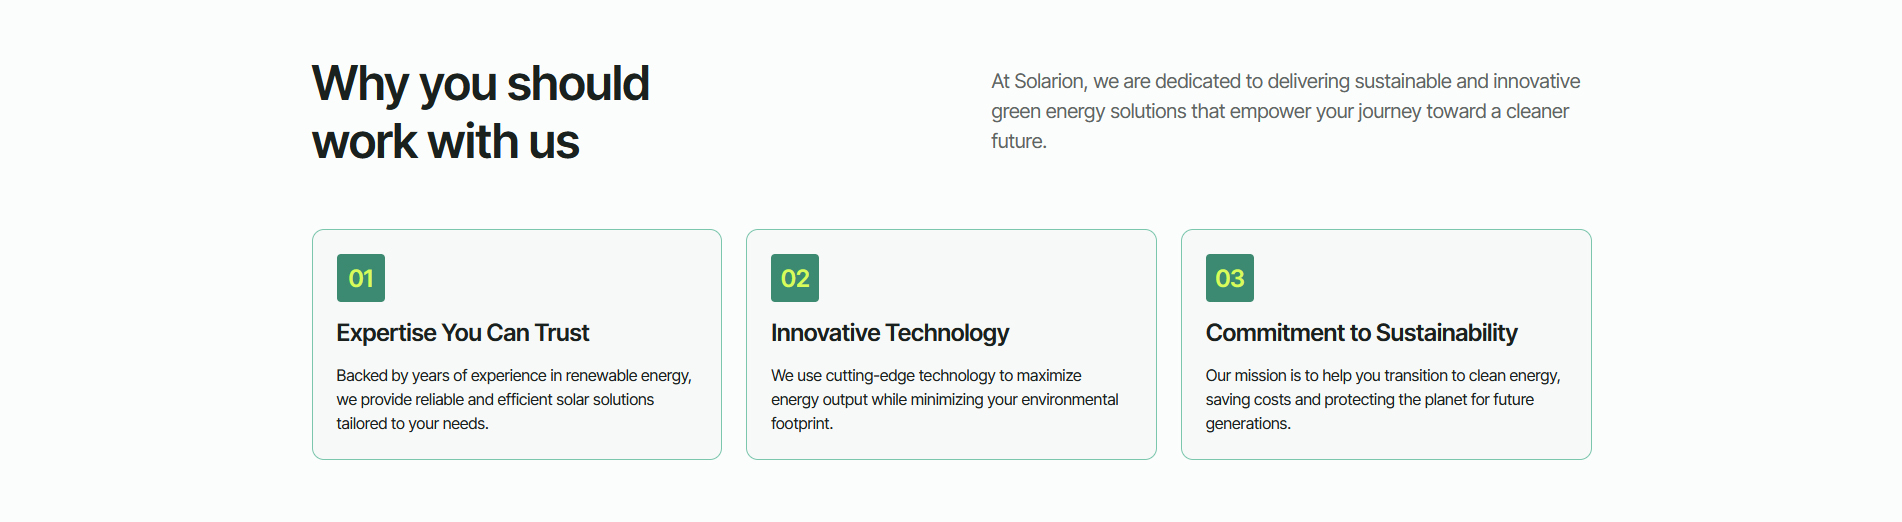 Why you should
work with us
At Solarion, we are dedicated to delivering sustainable and innovative
green energy solutions that empower your journey toward a cleaner
future.
01
Expertise You Can Trust
Backed by years of experience in renewable energy,
we provide reliable and efficient solar solutions
tailored to your needs.
02
Innovative Technology
We use cutting-edge technology to maximize
energy output while minimizing your environmental
footprint.
03
Commitment to Sustainability
Our mission is to help you transition to clean energy,
saving costs and protecting the planet for future
generations.